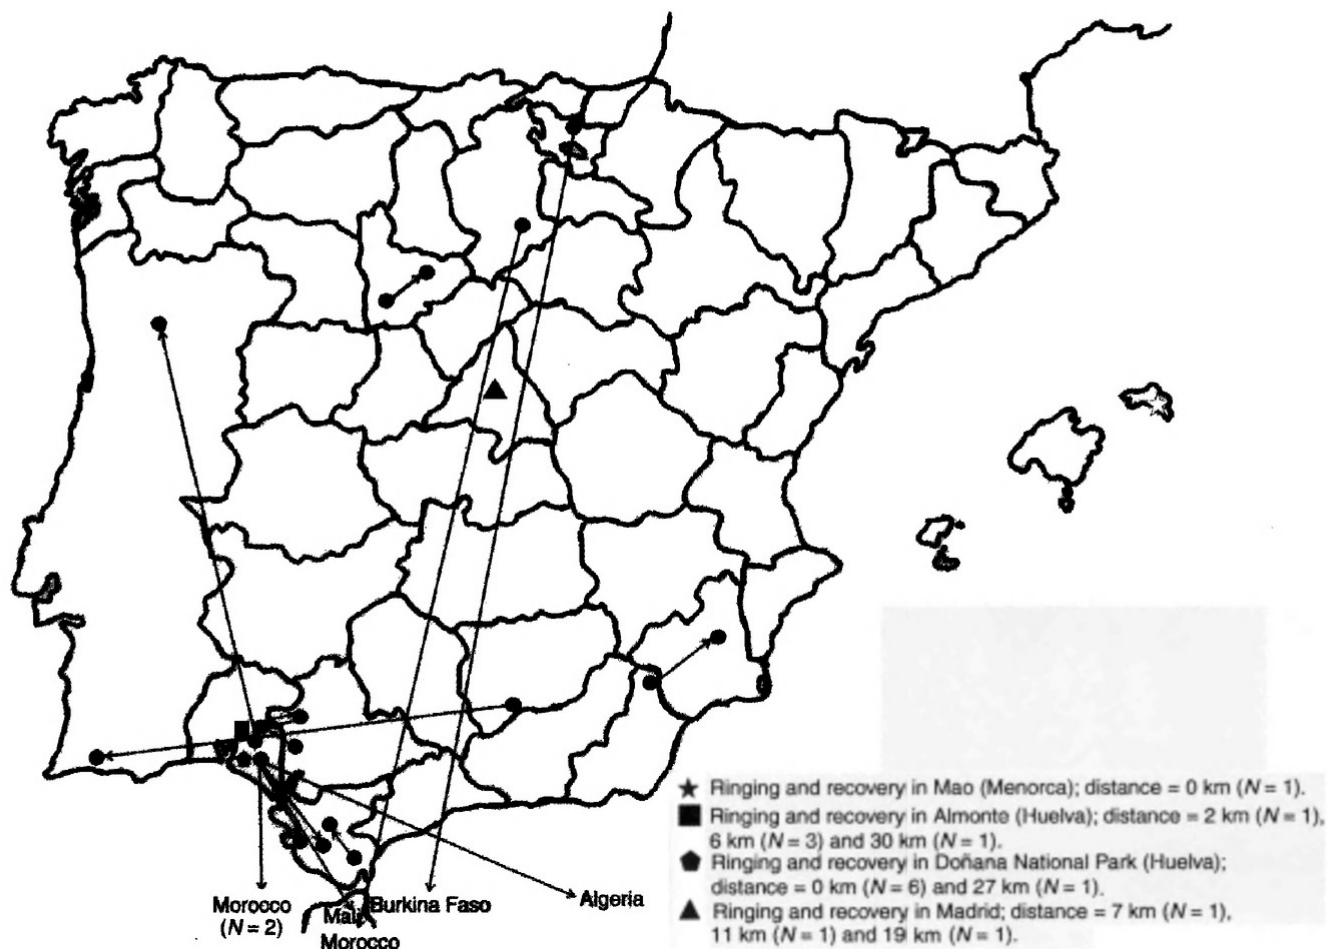 Morocco
(N = 2)
Mali
Burkina Faso
Morocco
Algeria
Ringing and recovery in Mao (Menorca); distance = 0 km (N = 1).
Ringing and recovery in Almonte (Huelva); distance = 2 km (N = 1),
6 km (N = 3) and 30 km (N = 1).
Ringing and recovery in Doñana National Park (Huelva);
distance = 0 km (N = 6) and 27 km (N = 1).
Ringing and recovery in Madrid; distance = 7 km (N = 1),
11 km (N = 1) and 19 km (N = 1).